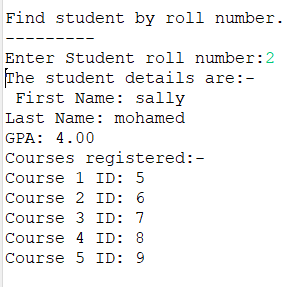 Find student by roll number.
---------
Enter Student roll number:2
The student details are:-
 First Name: sally
Last Name: mohamed
GPA: 4.00
Courses registered:-
Course 1 ID: 5
Course 2 ID: 6
Course 3 ID: 7
Course 4 ID: 8
Course 5 ID: 9